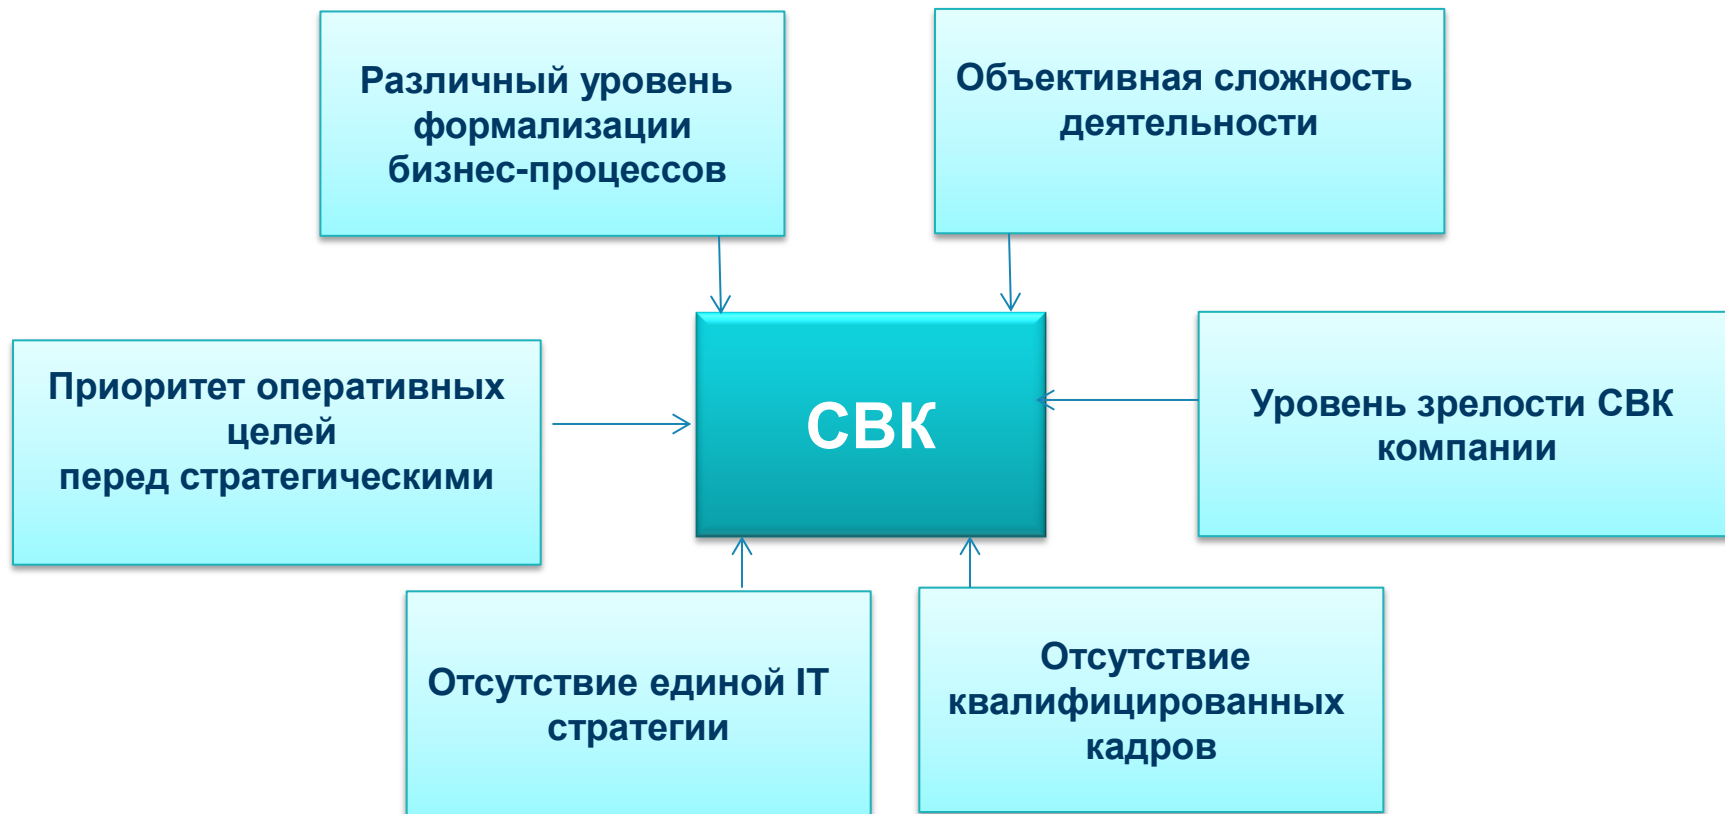 Различный уровень
формализации
бизнес-процессов
Объективная сложность
деятельности
Приоритет оперативных
целей
перед стратегическими
СВК
Уровень зрелости СВК
компании
Отсутствие единой IT
стратегии
Отсутствие
квалифицированных
кадров